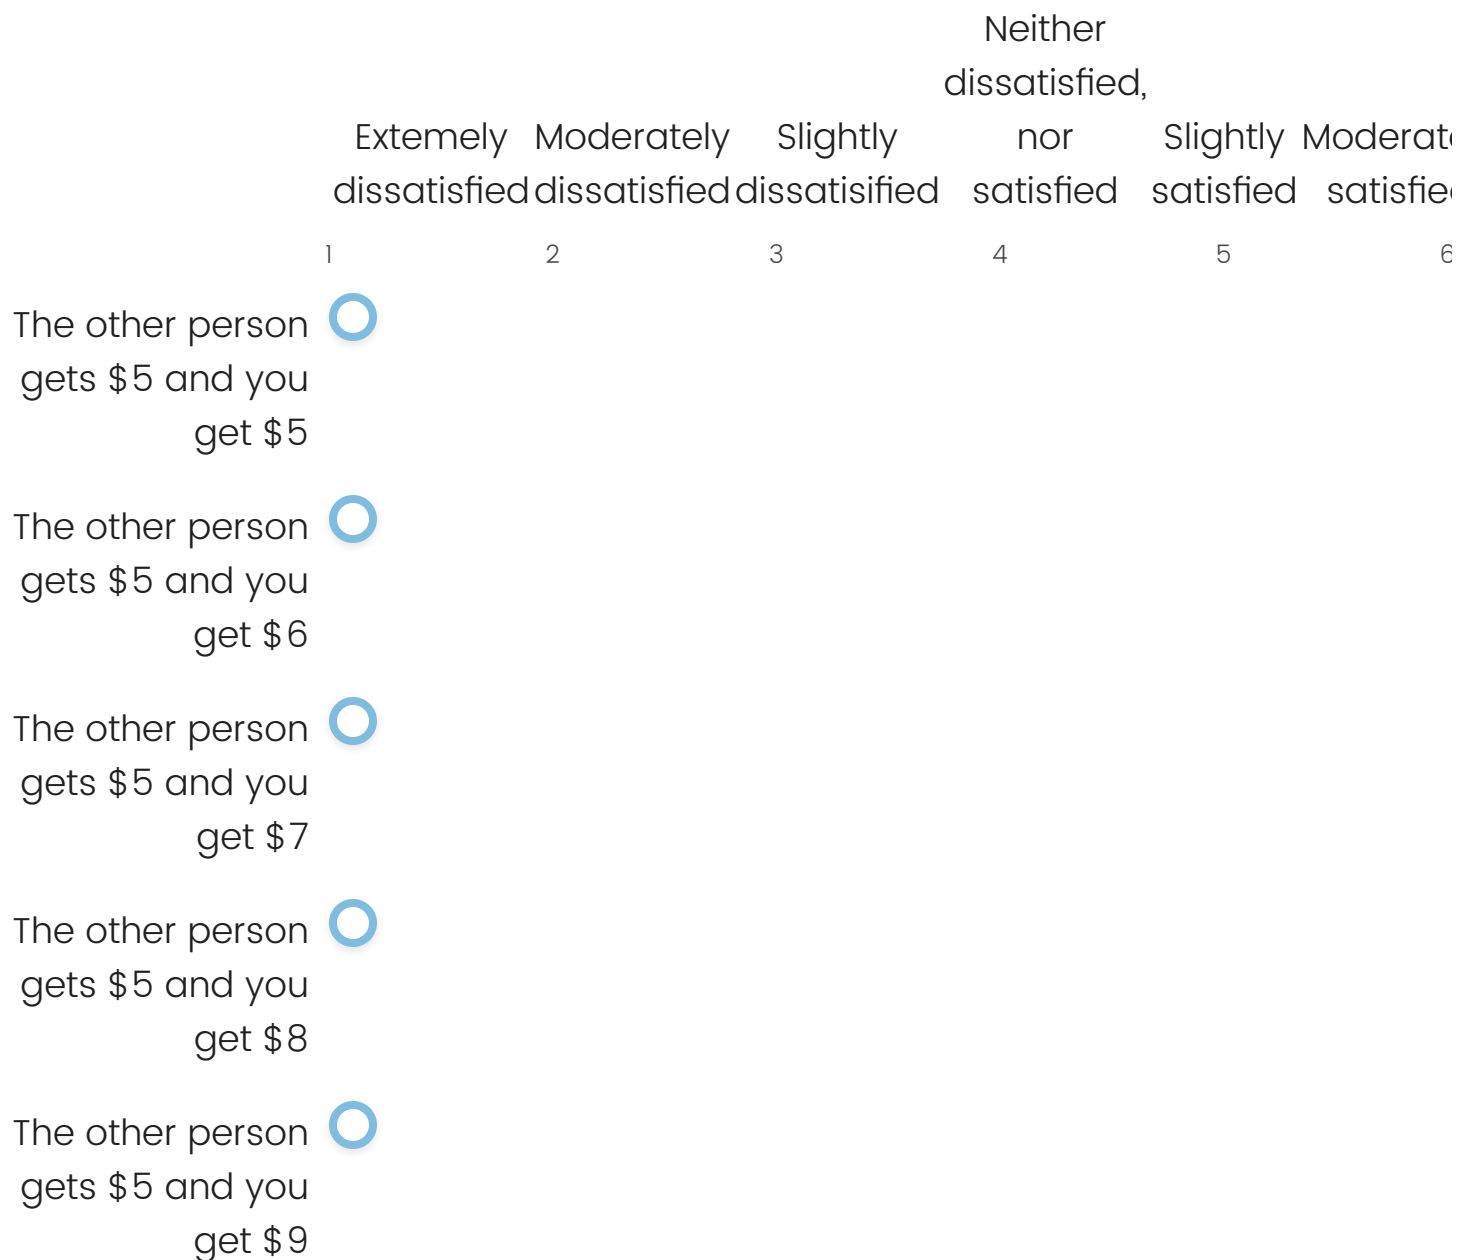 Neither
dissatisfied,
Extemely Moderately Slightly nor Slightly Moderate
dissatisfied dissatisfied dissatisified satisfied satisfied satisfied
1 2 3 4 5 6
The other person
gets $5 and you
get $5
The other person
gets $5 and you
get $6
The other person
gets $5 and you
get $7
The other person
gets $5 and you
get $8
The other person
gets $5 and you
get $9